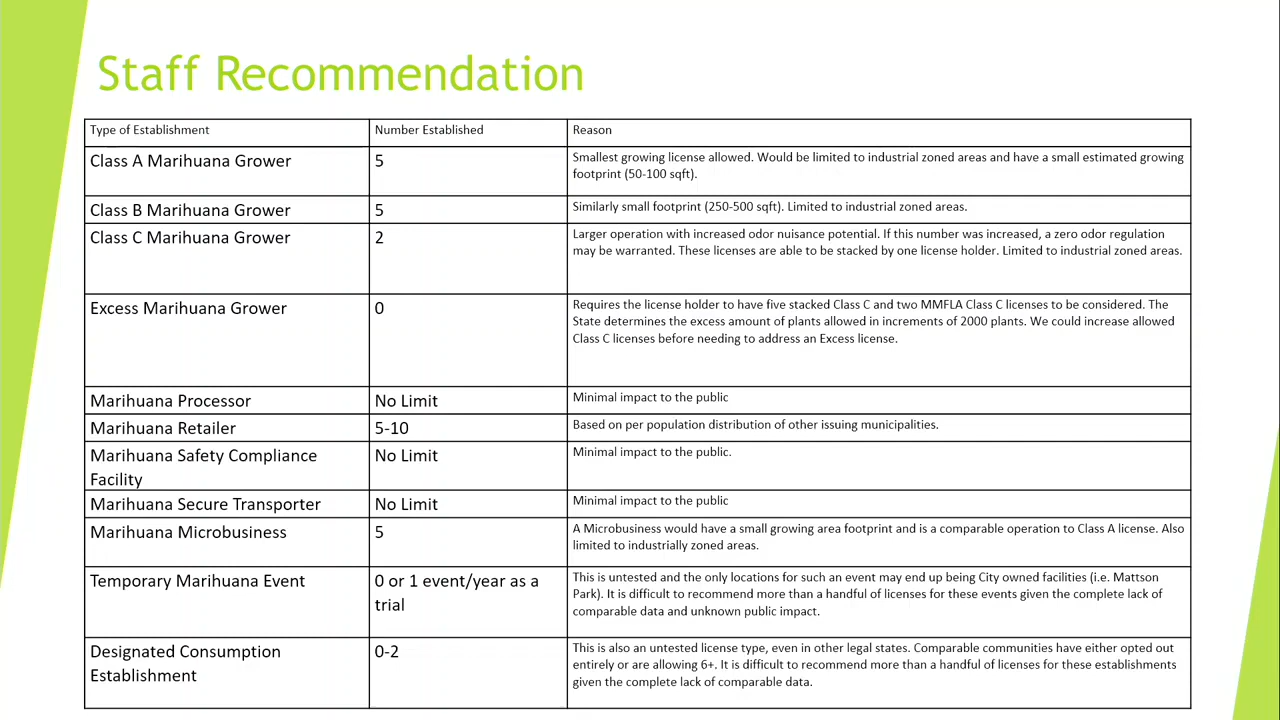 Staff Recommendation
Type of Establishment
Number Established
Reason
Class A Marihuana Grower
5
Smallest growing license allowed. Would be limited to industrial zoned areas and have a small estimated growing
footprint (50-100 sqft).
Class B Marihuana Grower
5
Similarly small footprint (250-500 sqft). Limited to industrial zoned areas.
Class C Marihuana Grower
2
Larger operation with increased odor nuisance potential. If this number was increased, a zero odor regulation
may be warranted. These licenses are able to be stacked by one license holder. Limited to industrial zoned areas.
Excess Marihuana Grower
0
Requires the license holder to have five stacked Class C and two MMFLA Class C licenses to be considered. The
State determines the excess amount of plants allowed in increments of 2000 plants. We could increase allowed
Class C licenses before needing to address an Excess license.
Marihuana Processor
No Limit
Minimal impact to the public
Marihuana Retailer
5-10
Based on per population distribution of other issuing municipalities.
Marihuana Safety Compliance
Facility
No Limit
Minimal impact to the public.
Marihuana Secure Transporter
No Limit
Minimal impact to the public
Marihuana Microbusiness
5
A Microbusiness would have a small growing area footprint and is a comparable operation to Class A license. Also
limited to industrially zoned areas.
Temporary Marihuana Event
0 or 1 event/year as a
trial
This is untested and the only locations for such an event may end up being City owned facilities (i.e. Mattson
Park). It is difficult to recommend more than a handful of licenses for these events given the complete lack of
comparable data and unknown public impact.
Designated Consumption
Establishment
0-2
This is also an untested license type, even in other legal states. Comparable communities have either opted out
entirely or are allowing 6+. It is difficult to recommend more than a handful of licenses for these establishments
given the complete lack of comparable data.